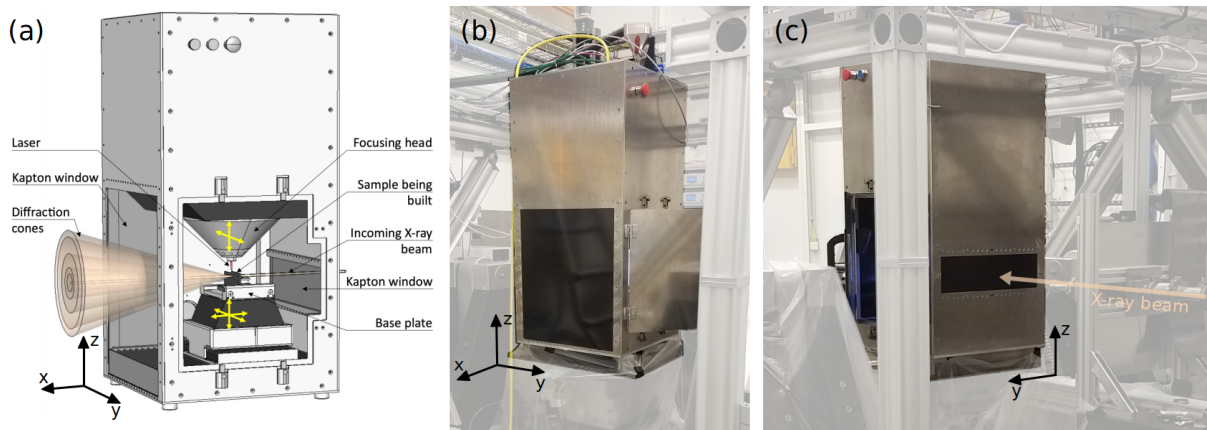 (a)
Laser
Kapton window
Diffraction
cones
Focusing head
Sample being
built
Incoming X-ray
beam
Kapton window
Base plate
z
x
y
(b)
z
x
y
(c)
X-ray beam
z
y